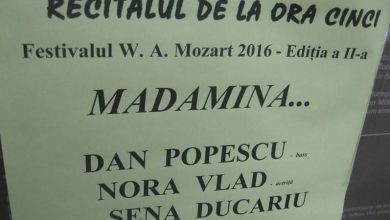 RECITALUL DE LA ORA CINCI
Festivalul W. A. Mozart 2016 - Ediția a II-a
MADAMINA...
DAN POPESCU - bass
NORA VLAD - actriță
SENA DUCARIU